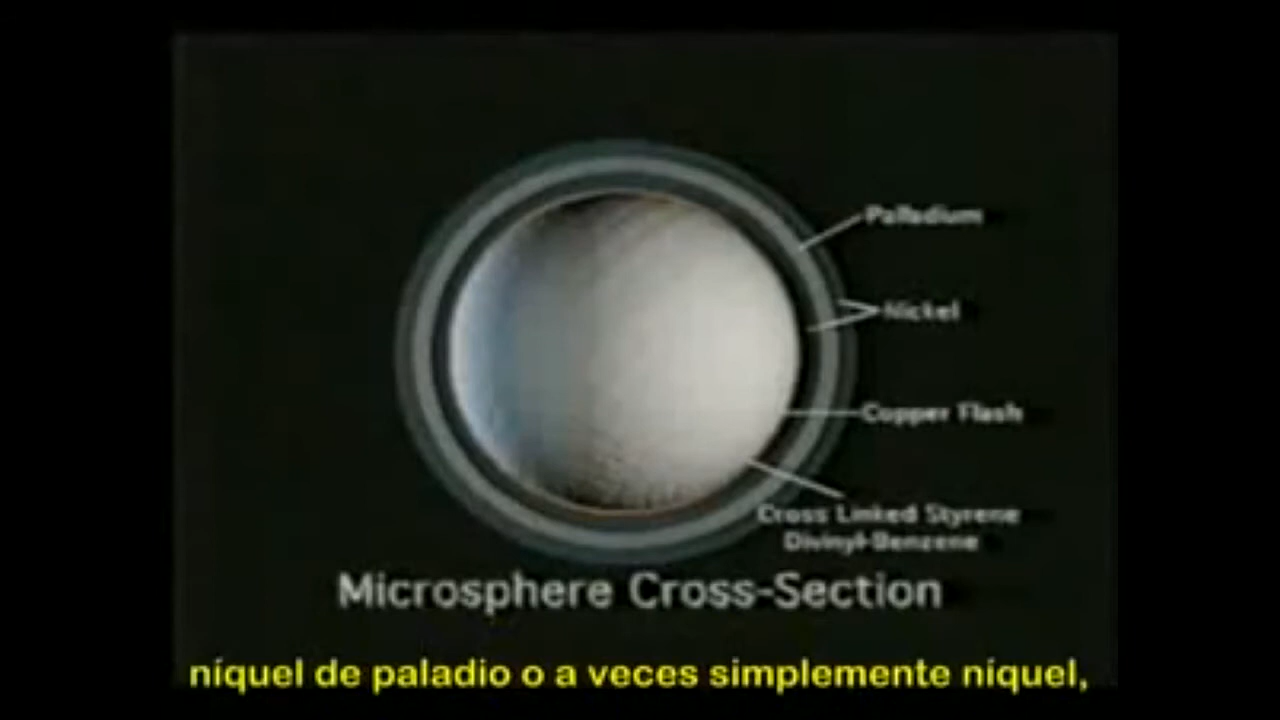 Palladium
Nickel
Copper Flash
Cross Linked Styrene
Divinyl-Benzene
Microsphere Cross-Section
níquel de paladio o a veces simplemente níquel,